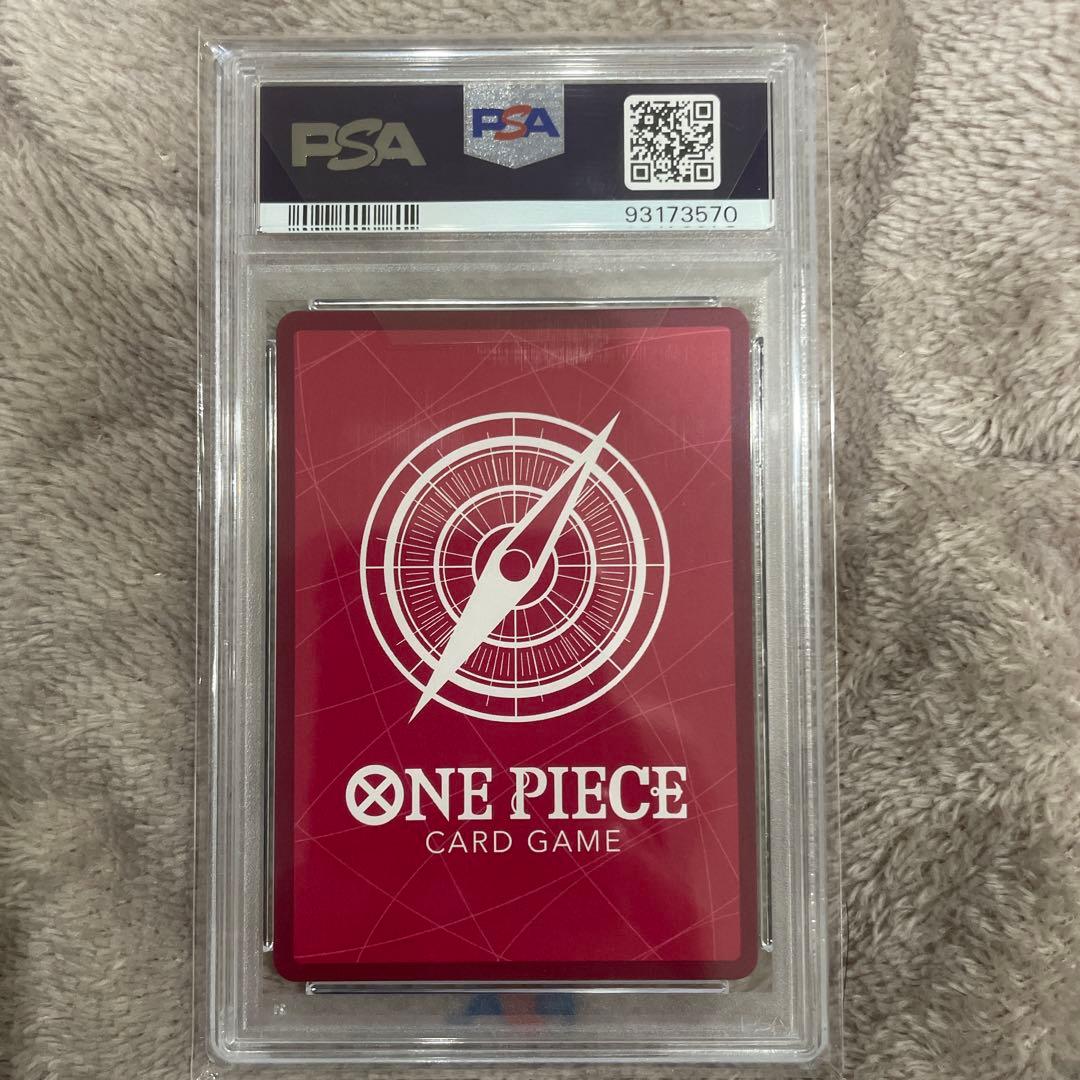 PSA
PSA
93173570
ONE PIECE
CARD GAME